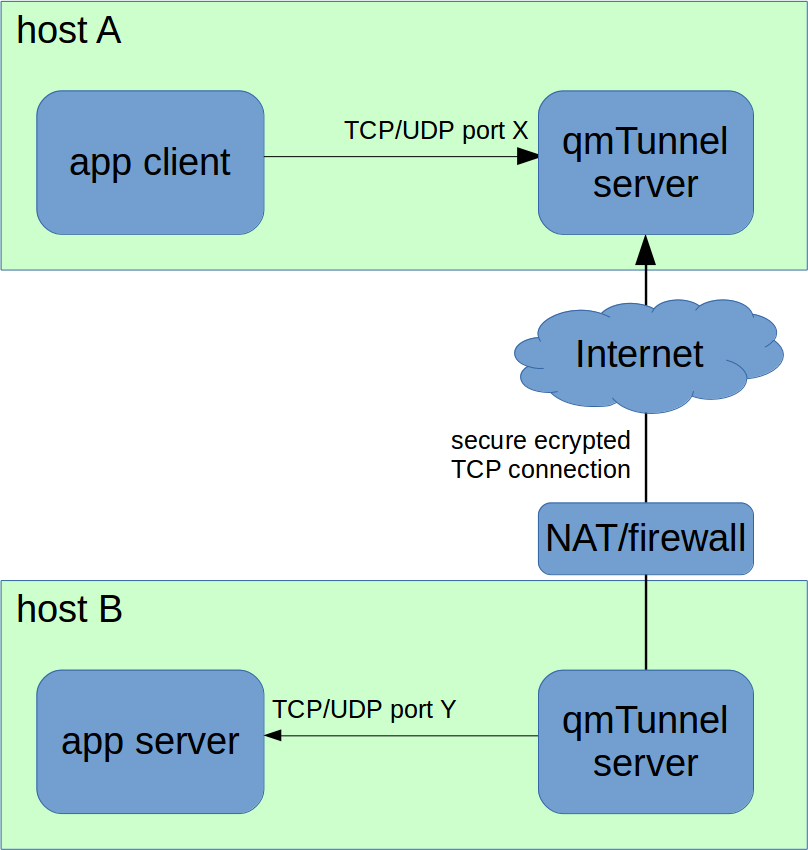 host A
app client
TCP/UDP port X
qmTunnel
server
Internet
secure ecrypted
TCP connection
NAT/firewall
host B
app server
TCP/UDP port Y
qmTunnel
server